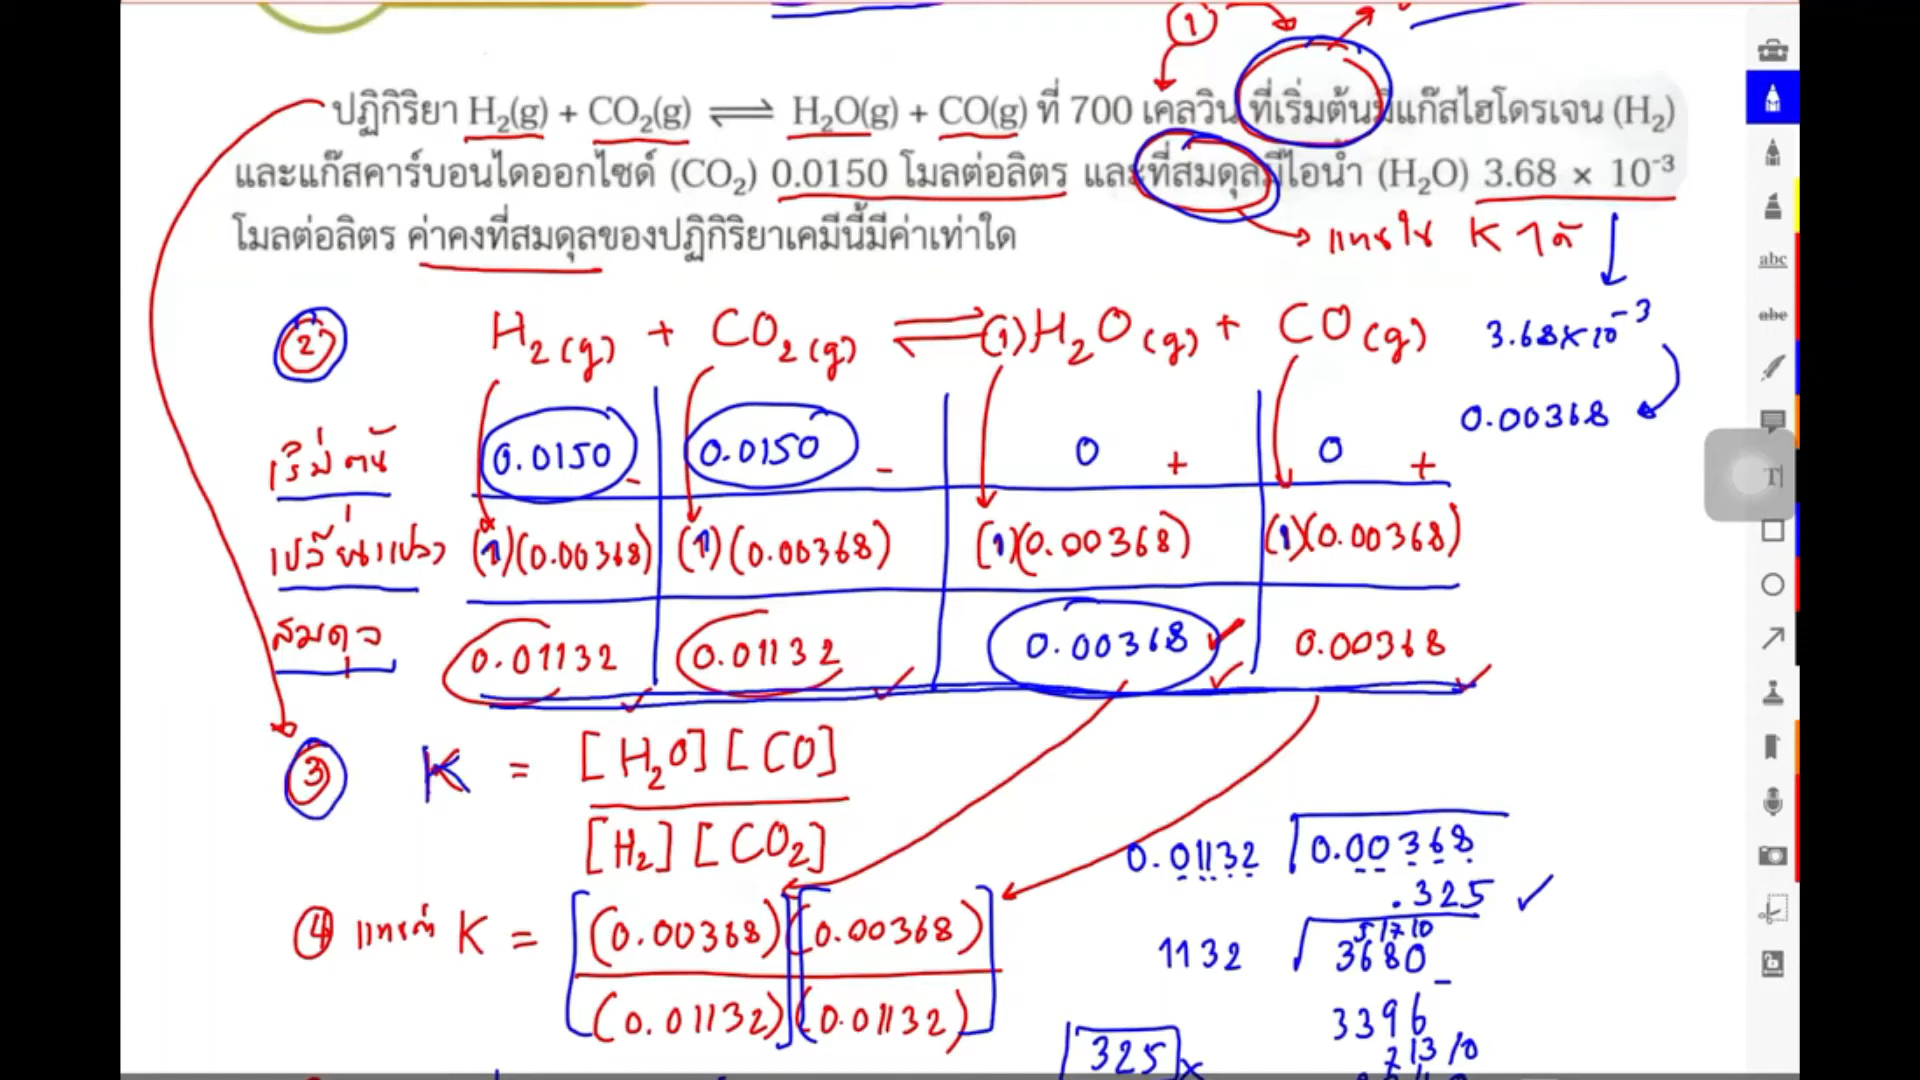 1
ปฏิกิริยา H₂(g) + CO₂(g) ⇌ H₂O(g) + CO(g) ที่ 700 เคลวิน ที่เริ่มต้นมีแก๊สไฮโดรเจน (H₂)
และแก๊สคาร์บอนไดออกไซด์ (CO₂) 0.0150 โมลต่อลิตร และที่สมดุลมีไอน้ำ (H₂O) 3.68 × 10⁻³
โมลต่อลิตร ค่าคงที่สมดุลของปฏิกิริยาเคมีนี้มีค่าเท่าใด
แทนใน K ได้
2 H₂(g) + CO₂(g) ⇌ (1)H₂O(g) + CO(g) 3.68×10⁻³
0.00368
เริ่มต้น 0.0150 - 0.0150 - 0 + 0 +
เปลี่ยนแปลง (1)(0.00368) (1)(0.00368) (1)(0.00368) (1)(0.00368)
สมดุล 0.01132 0.01132 0.00368 0.00368
3 K = [H₂O][CO]
[H₂][CO₂]
0.01132 0.00368
4 K = (0.00368)(0.00368)
(0.01132)(0.01132)
.325
1132 3680 -
3396
325 x
abc
abc
T